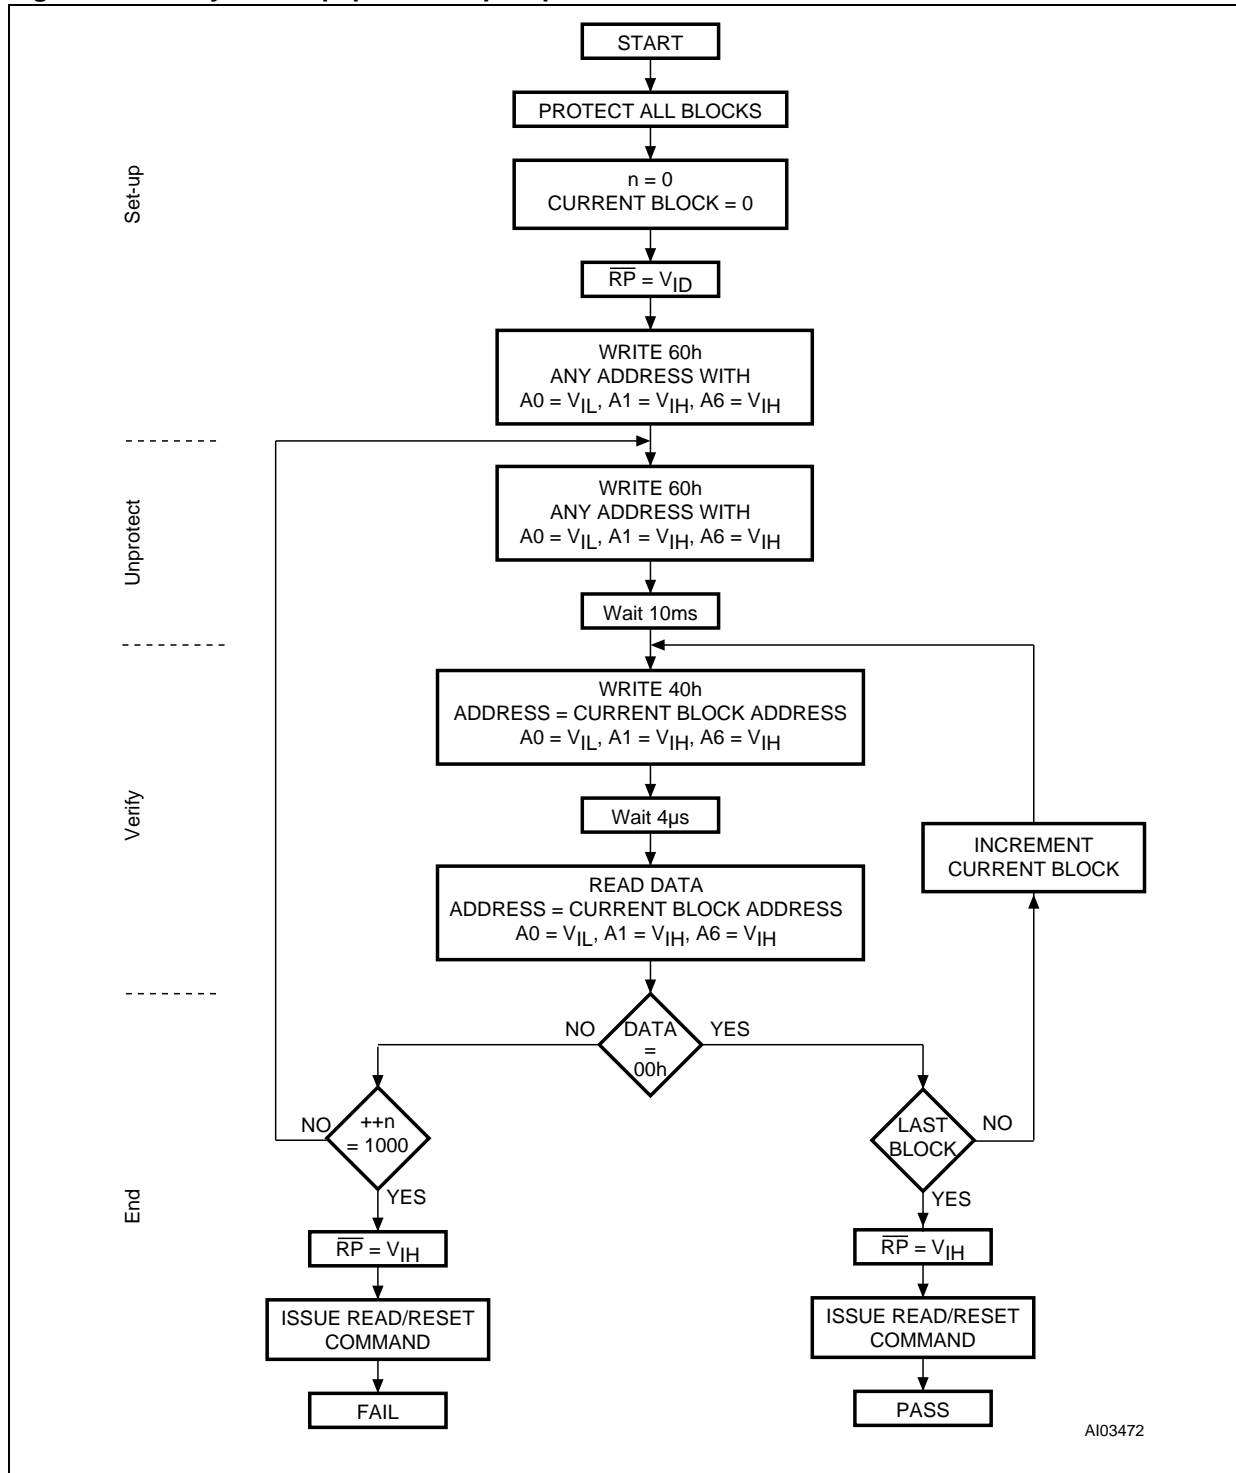 START
PROTECT ALL BLOCKS
Set-up
n = 0
CURRENT BLOCK = 0
RP = VID
WRITE 60h
ANY ADDRESS WITH
A0 = VIL, A1 = VIH, A6 = VIH
Unprotect
WRITE 60h
ANY ADDRESS WITH
A0 = VIL, A1 = VIH, A6 = VIH
Wait 10ms
Verify
WRITE 40h
ADDRESS = CURRENT BLOCK ADDRESS
A0 = VIL, A1 = VIH, A6 = VIH
Wait 4µs
INCREMENT
CURRENT BLOCK
READ DATA
ADDRESS = CURRENT BLOCK ADDRESS
A0 = VIL, A1 = VIH, A6 = VIH
End
NO
DATA
=
00h
YES
NO
++n
= 1000
YES
LAST
BLOCK
NO
YES
RP = VIH
RP = VIH
ISSUE READ/RESET
COMMAND
ISSUE READ/RESET
COMMAND
FAIL
PASS
AI03472